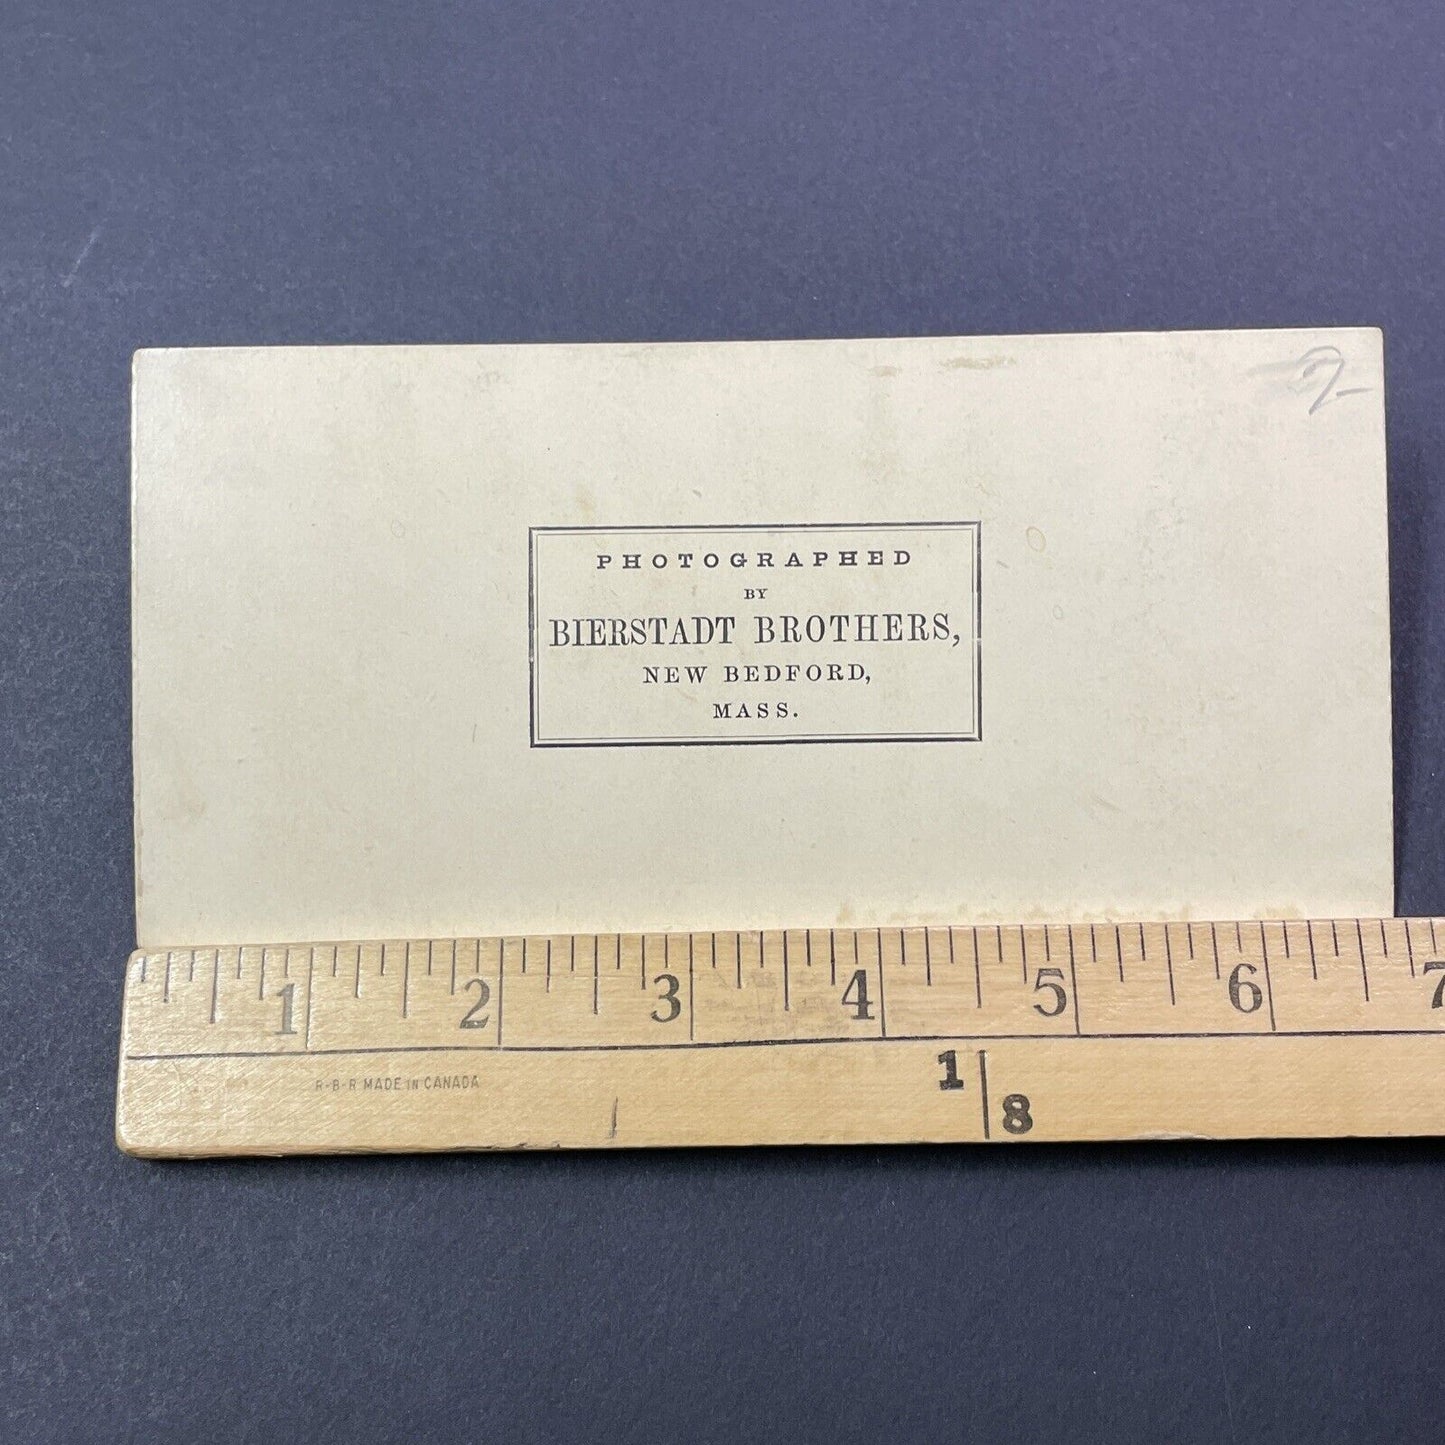 2
PHOTOGRAPHED
BY
BIERSTADT BROTHERS,
NEW BEDFORD,
MASS.
1 2 3 4 5 6 7
R-B-R MADE IN CANADA
1
8